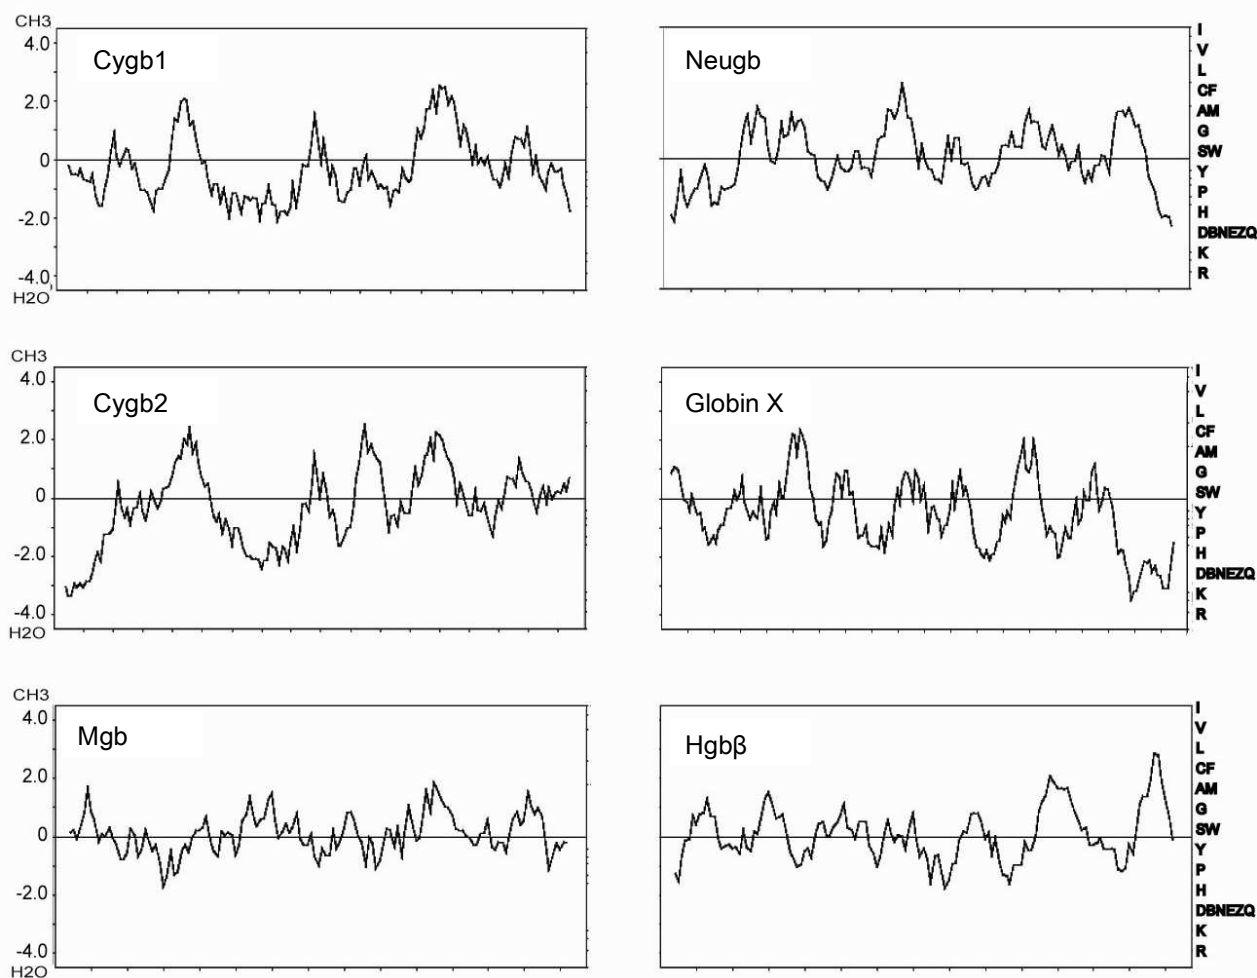 CH3
4.0
2.0
0
-2.0
-4.0
H2O
Cygb1
Neugb
I
V
L
CF
AM
G
SW
Y
P
H
DBNEZQ
K
R
CH3
4.0
2.0
0
-2.0
-4.0
H2O
Cygb2
Globin X
I
V
L
CF
AM
G
SW
Y
P
H
DBNEZQ
K
R
CH3
4.0
2.0
0
-2.0
-4.0
H2O
Mgb
Hgbβ
I
V
L
CF
AM
G
SW
Y
P
H
DBNEZQ
K
R